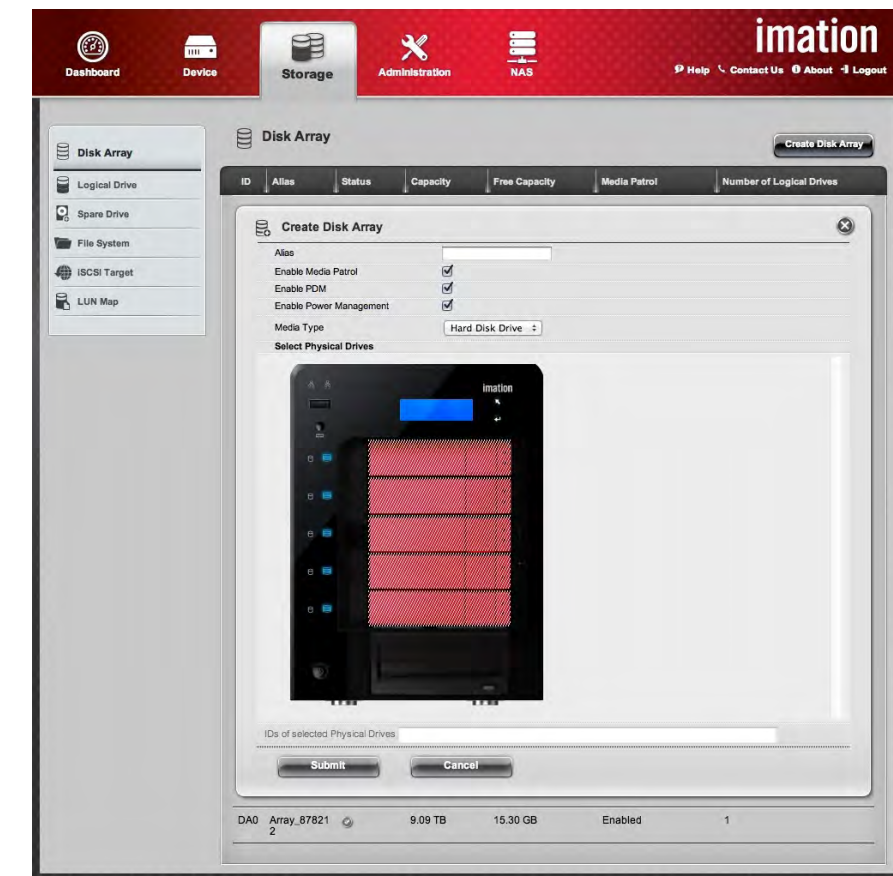 imation
Dashboard
Device
Storage
Administration
NAS
Help Contact Us About Logout
Disk Array
Logical Drive
Spare Drive
File System
iSCSI Target
LUN Map
Disk Array
Create Disk Array
ID Alias Status Capacity Free Capacity Media Patrol Number of Logical Drives
Create Disk Array
Alias
Enable Media Patrol
Enable PDM
Enable Power Management
Media Type Hard Disk Drive
Select Physical Drives
imation
IDs of selected Physical Drives
Submit Cancel
DA0 Array_87821 9.09 TB 15.30 GB Enabled 1
2